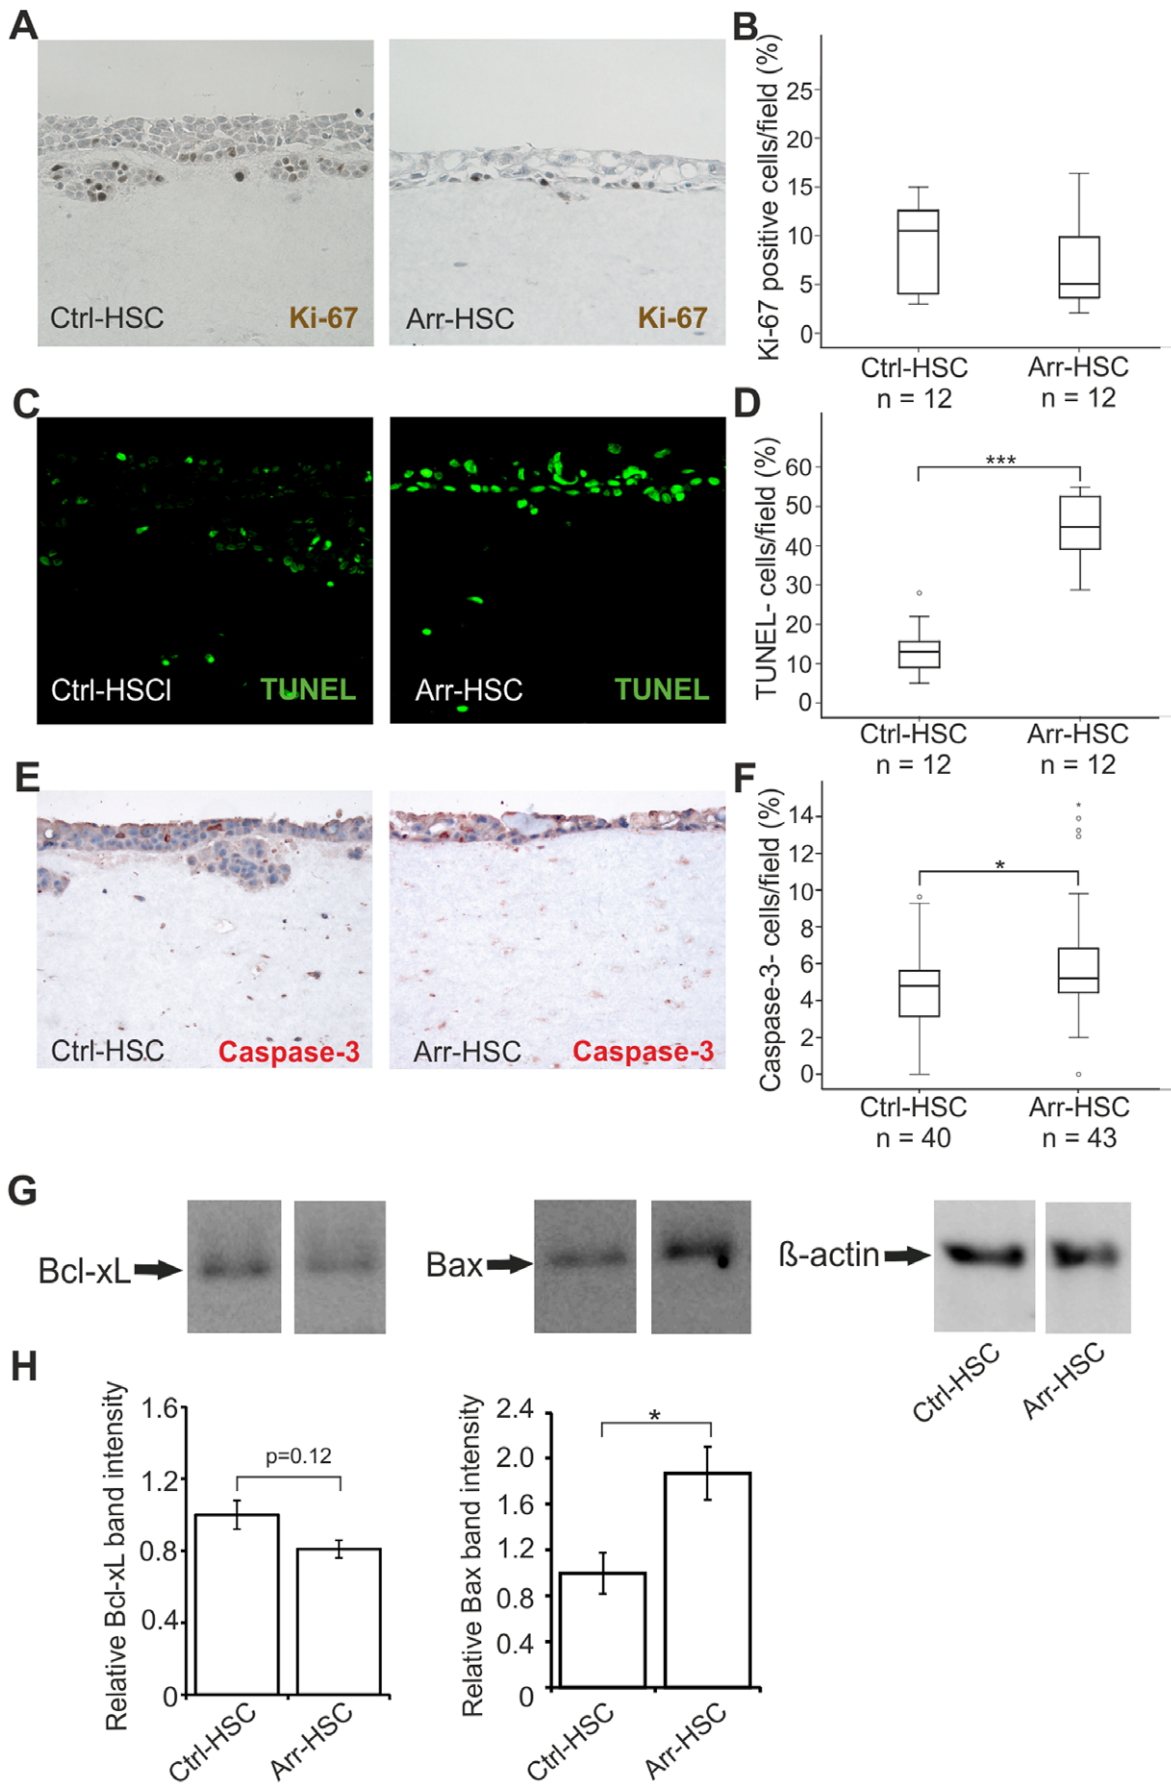 A
Ctrl-HSC Ki-67
Arr-HSC Ki-67
B
Ki-67 positive cells/field (%)
25
20
15
10
5
0
Ctrl-HSC
n = 12
Arr-HSC
n = 12
C
Ctrl-HSCl TUNEL
Arr-HSC TUNEL
D
TUNEL- cells/field (%)
60
50
40
30
20
10
0
***
Ctrl-HSC
n = 12
Arr-HSC
n = 12
E
Ctrl-HSC Caspase-3
Arr-HSC Caspase-3
F
Caspase-3- cells/field (%)
14
12
10
8
6
4
2
0
*
*
Ctrl-HSC
n = 40
Arr-HSC
n = 43
G
Bcl-xL
Bax
ß-actin
Ctrl-HSC
Arr-HSC
H
Relative Bcl-xL band intensity
1.6
1.2
0.8
0.4
0
p=0.12
Ctrl-HSC
Arr-HSC
Relative Bax band intensity
2.4
2.0
1.6
1.2
0.8
0.4
0
*
Ctrl-HSC
Arr-HSC